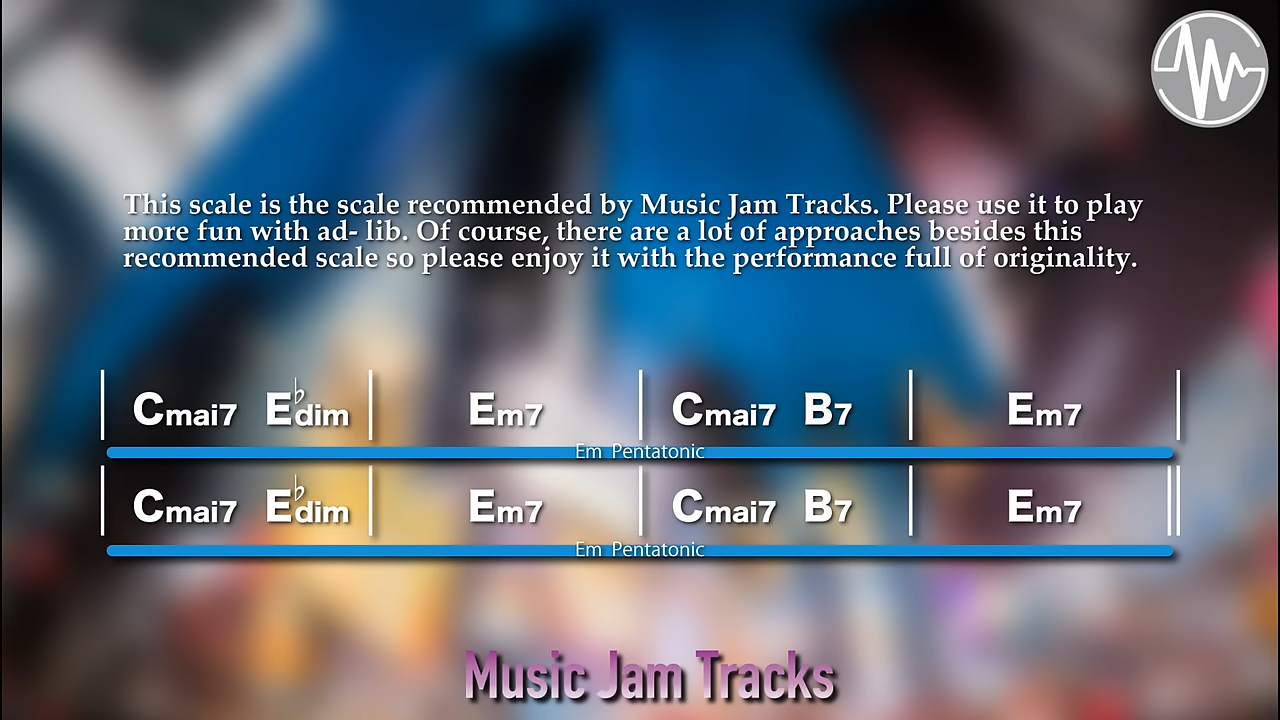 This scale is the scale recommended by Music Jam Tracks. Please use it to play
more fun with ad- lib. Of course, there are a lot of approaches besides this
recommended scale so please enjoy it with the performance full of originality.
Cmai7 E♭dim Em7 Cmai7 B7 Em7
Em Pentatonic
Cmai7 E♭dim Em7 Cmai7 B7 Em7
Em Pentatonic
Music Jam Tracks